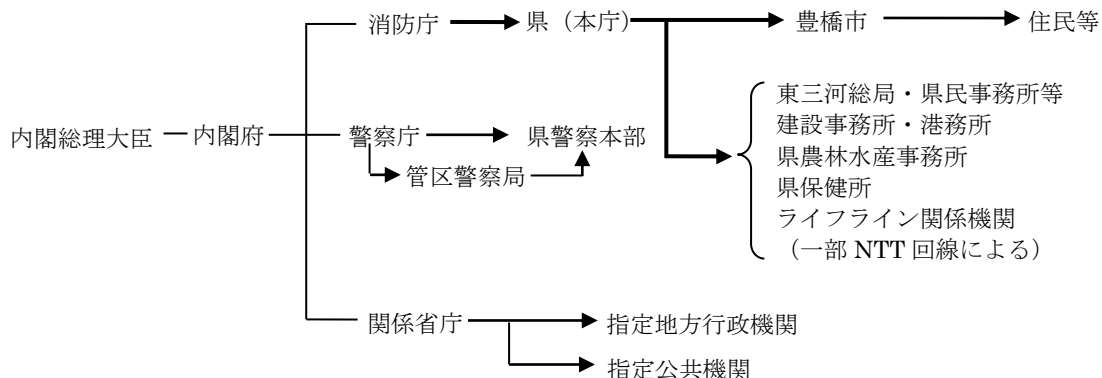 消防庁 県（本庁） 豊橋市 住民等
東三河総局・県民事務所等
建設事務所・港務所
内閣総理大臣 内閣府 警察庁 県警察本部
県農林水産事務所
管区警察局
県保健所
ライフライン関係機関
（一部 NTT 回線による）
関係省庁 指定地方行政機関
指定公共機関